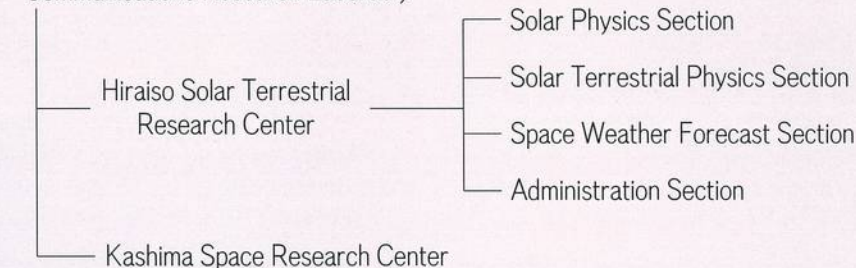 Hiraiso Solar Terrestrial
Research Center
Solar Physics Section
Solar Terrestrial Physics Section
Space Weather Forecast Section
Administration Section
Kashima Space Research Center